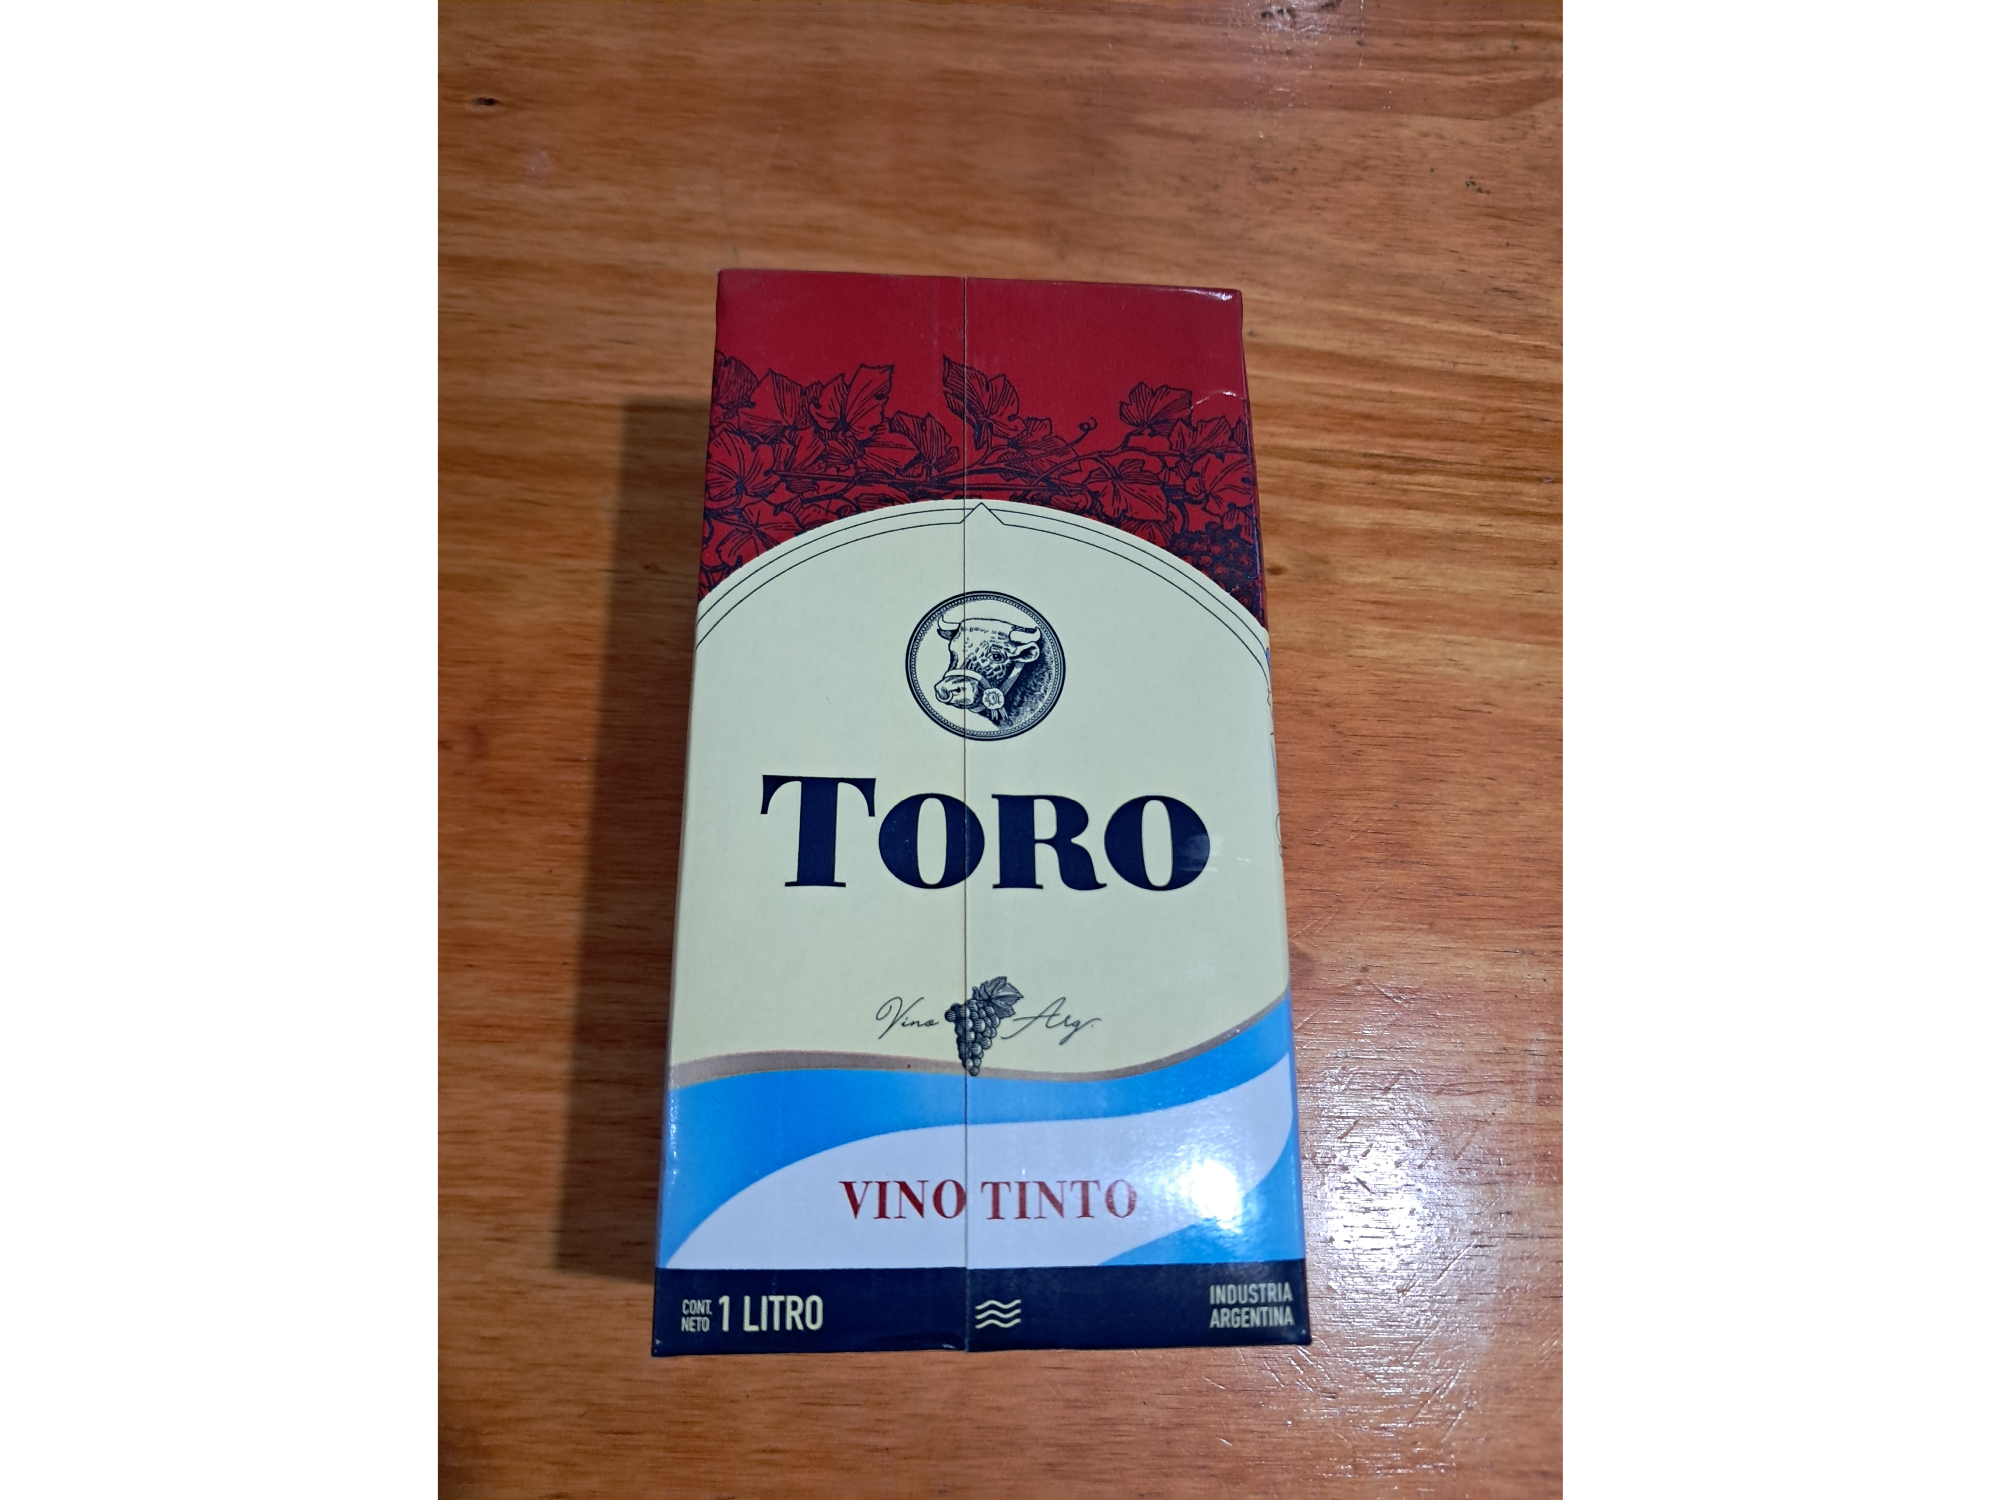 TORO
Vino Arg.
VINO TINTO
CONT. NETO 1 LITRO
INDUSTRIA
ARGENTINA